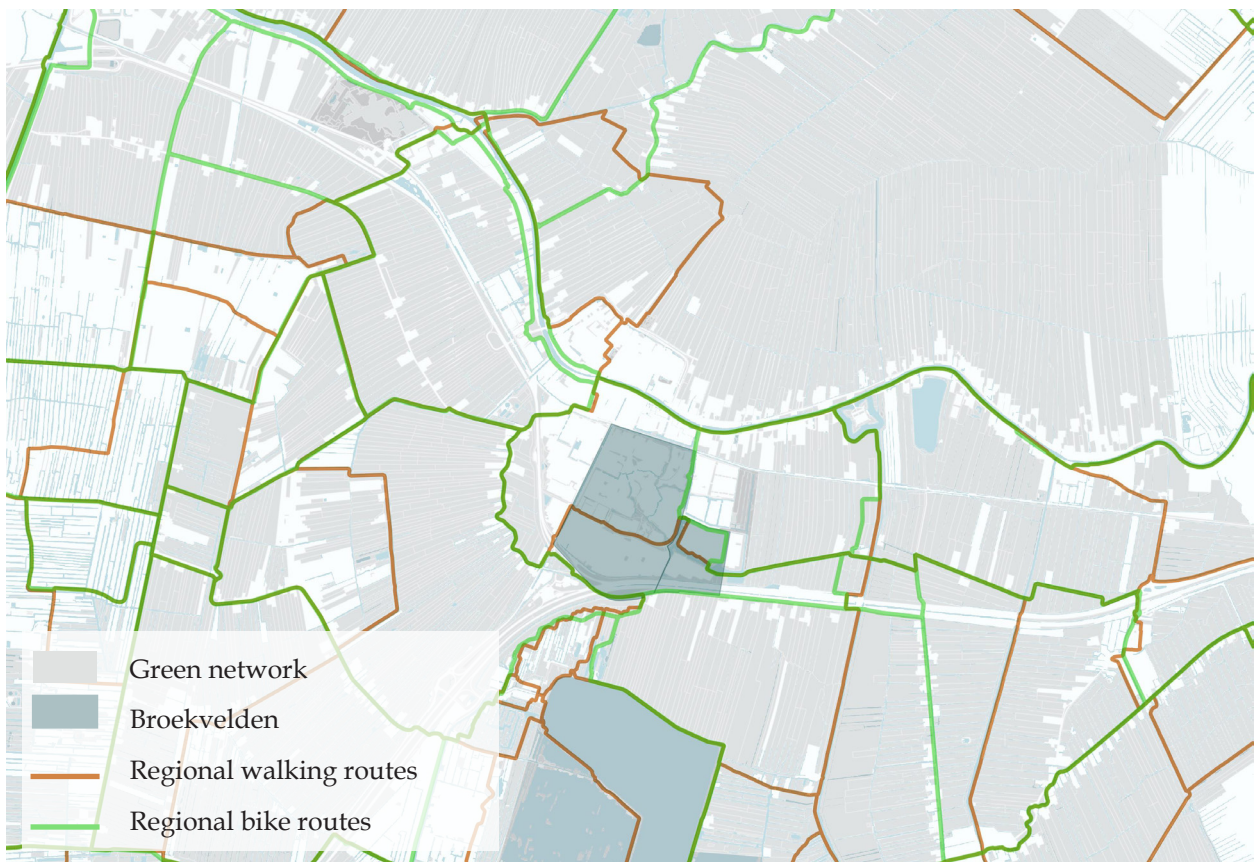 Green network
Broekvelden
Regional walking routes
Regional bike routes